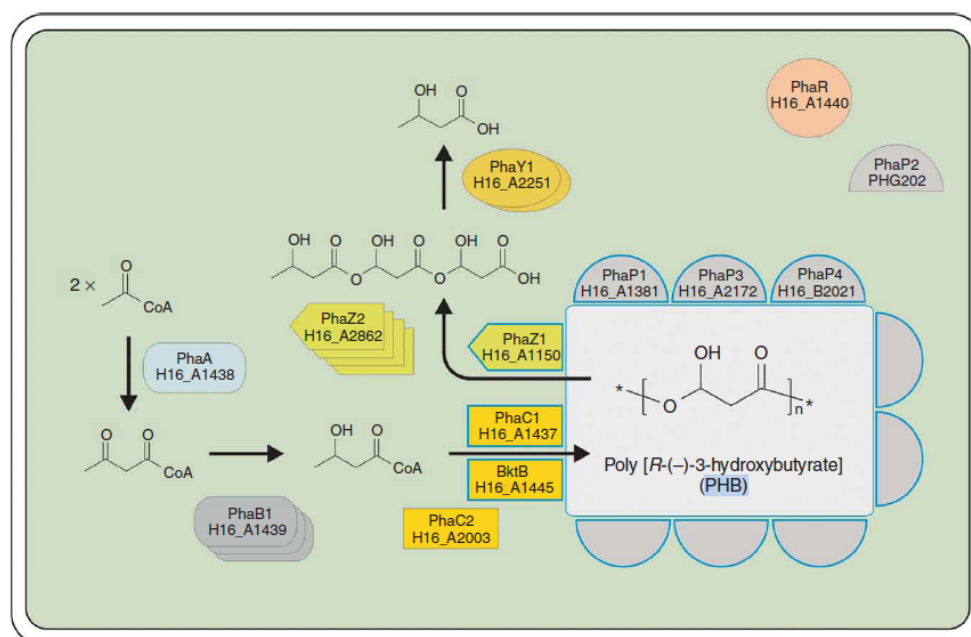 PhaR
H16_A1440
PhaP2
PHG202
OH
O
OH
PhaY1
H16_A2251
OH
O
OH
O
OH
O
O
O
OH
2 ×
O
CoA
PhaA
H16_A1438
PhaZ2
H16_A2862
PhaZ1
H16_A1150
PhaP1
H16_A1381
PhaP3
H16_A2172
PhaP4
H16_B2021
OH
O
*
O
n
*
Poly [R-(–)-3-hydroxybutyrate]
(PHB)
PhaC1
H16_A1437
BktB
H16_A1445
PhaC2
H16_A2003
O
O
CoA
OH
O
CoA
PhaB1
H16_A1439